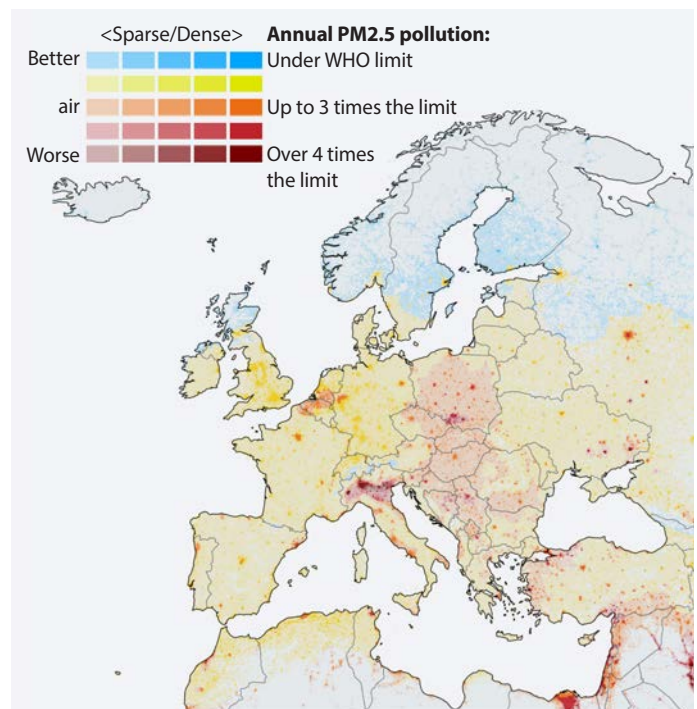 <Sparse/Dense>
Annual PM2.5 pollution:
Better
Under WHO limit
air
Up to 3 times the limit
Worse
Over 4 times
the limit